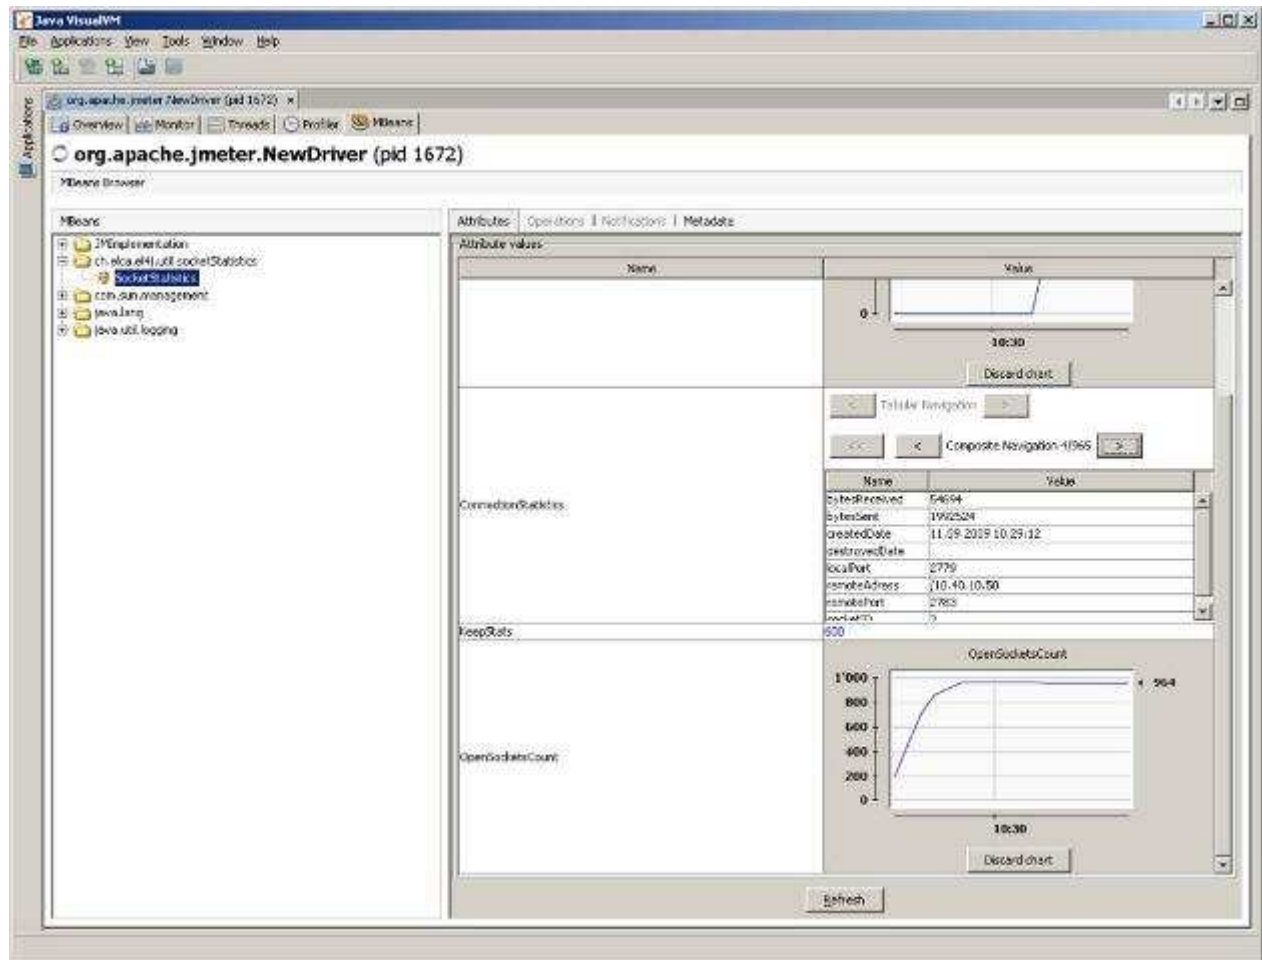 Java VisualVM
File Applications View Tools Window Help
Applications
org.apache.jmeter.NewDriver (pid 1672) ×
Overview Monitor Threads Profiler MBeans
org.apache.jmeter.NewDriver (pid 1672)
MBeans Browser
MBeans
JMImplementation
ch.elca.el4j.util.socketStatistics
SocketStatistics
com.sun.management
java.lang
java.util.logging
Attributes Operations Notifications Metadata
Attribute values
Name Value
0
10:30
Discard chart
< Tabular Navigation >
<< < Composite Navigation 4/965 >
ConnectionStatistics
Name Value
bytesReceived 54694
bytesSent 1992524
createdDate 11.09.2009 10:29:12
destroyedDate
localPort 2779
remoteAdress /10.40.10.50
remotePort 2783
socketID
KeepStats 600
OpenSocketsCount
OpenSocketsCount
1'000
800
600
400
200
0
964
10:30
Discard chart
Refresh